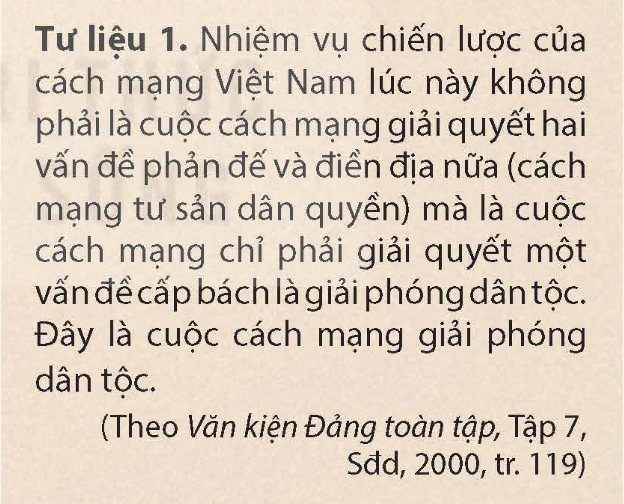 Tư liệu 1. Nhiệm vụ chiến lược của
cách mạng Việt Nam lúc này không
phải là cuộc cách mạng giải quyết hai
vấn đề phản đế và điền địa nữa (cách
mạng tư sản dân quyền) mà là cuộc
cách mạng chỉ phải giải quyết một
vấn đề cấp bách là giải phóng dân tộc.
Đây là cuộc cách mạng giải phóng
dân tộc.
(Theo Văn kiện Đảng toàn tập, Tập 7,
Sđd, 2000, tr. 119)